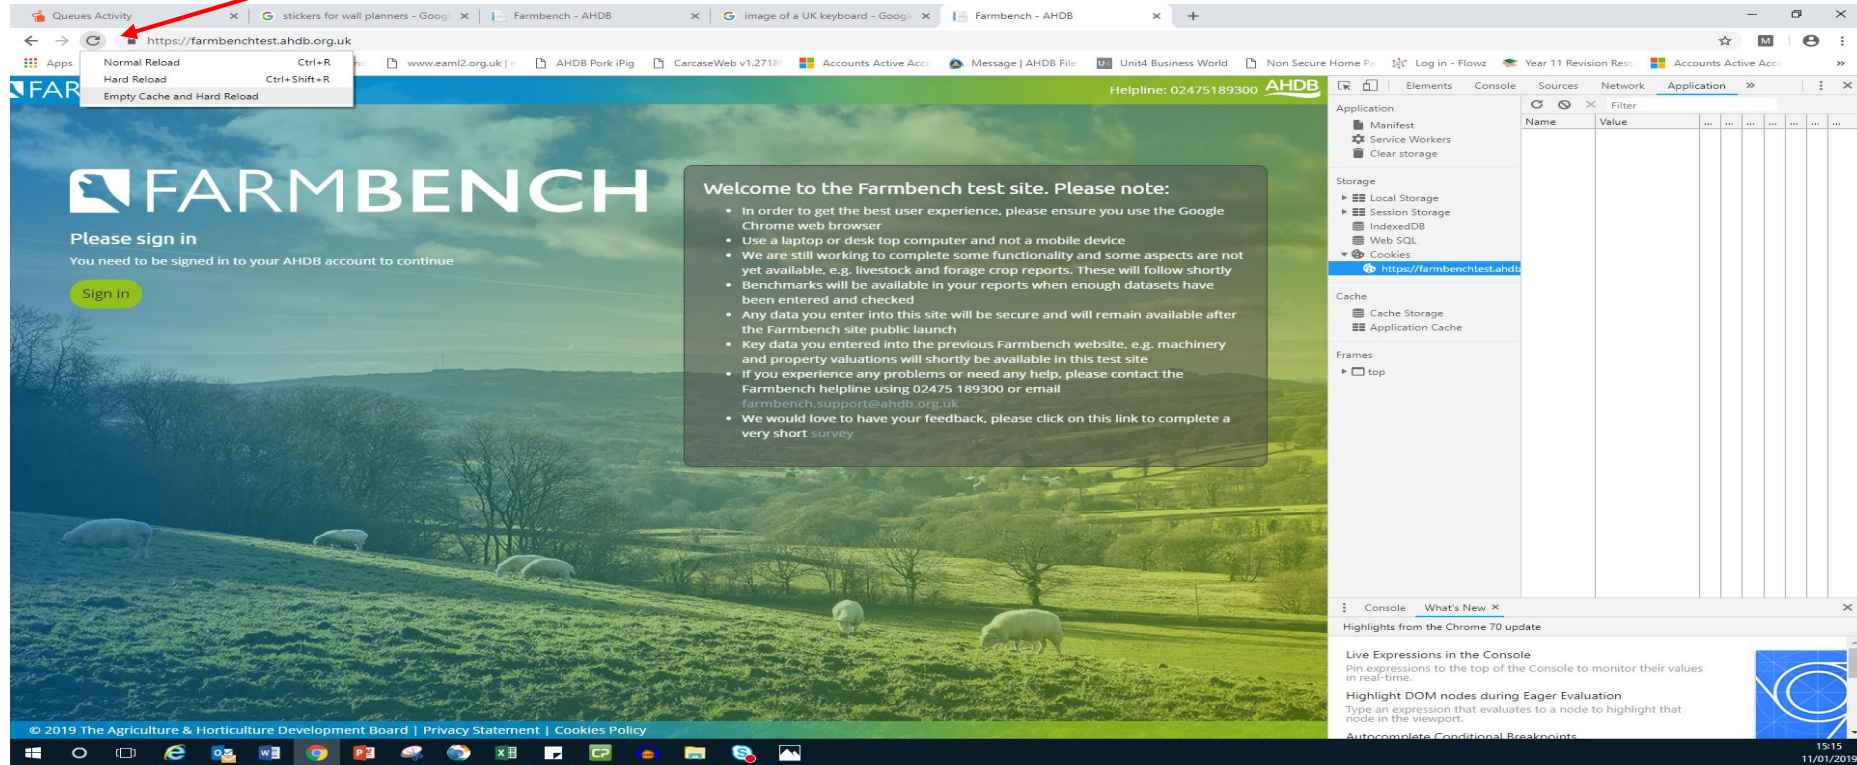 Queues Activity
stickers for wall planners - Goog
Farmbench - AHDB
image of a UK keyboard - Google
Farmbench - AHDB
https://farmbenchtest.ahdb.org.uk
Apps
www.eaml2.org.uk | e
AHDB Pork iPig
CarcaseWeb v1.2718
Accounts Active Acc
Message | AHDB File
Unit4 Business World
Non Secure Home Pa
Log in - Flowz
Year 11 Revision Res
Accounts Active Acc
Normal Reload Ctrl+R
Hard Reload Ctrl+Shift+R
Empty Cache and Hard Reload
FAR
Helpline: 02475189300 AHDB
FARMBENCH
Please sign in
You need to be signed in to your AHDB account to continue
Sign in
Welcome to the Farmbench test site. Please note:
• In order to get the best user experience, please ensure you use the Google
Chrome web browser
• Use a laptop or desk top computer and not a mobile device
• We are still working to complete some functionality and some aspects are not
yet available, e.g. livestock and forage crop reports. These will follow shortly
• Benchmarks will be available in your reports when enough datasets have
been entered and checked
• Any data you enter into this site will be secure and will remain available after
the Farmbench site public launch
• Key data you entered into the previous Farmbench website, e.g. machinery
and property valuations will shortly be available in this test site
• If you experience any problems or need any help, please contact the
Farmbench helpline using 02475 189300 or email
farmbench.support@ahdb.org.uk
• We would love to have your feedback, please click on this link to complete a
very short survey
Elements Console Sources Network Application
Application
Manifest
Service Workers
Clear storage
Storage
Local Storage
Session Storage
IndexedDB
Web SQL
Cookies
https://farmbenchtest.ahdb
Cache
Cache Storage
Application Cache
Frames
top
Filter
Name Value ... ... ... ... ... ... ...
Console What's New
Highlights from the Chrome 70 update
Live Expressions in the Console
Pin expressions to the top of the Console to monitor their values
in real-time.
Highlight DOM nodes during Eager Evaluation
Type an expression that evaluates to a node to highlight that
node in the viewport.
Autocomplete Conditional Breakpoints
© 2019 The Agriculture & Horticulture Development Board | Privacy Statement | Cookies Policy
15:15
11/01/2019